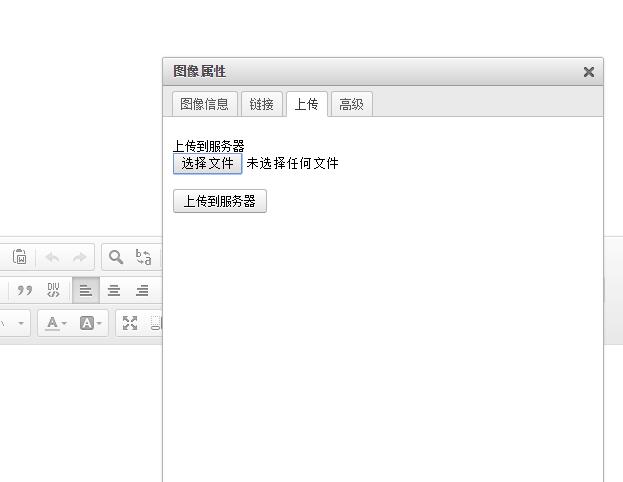 图像属性
图像信息 链接 上传 高级
上传到服务器
选择文件 未选择任何文件
上传到服务器
DIV
A A